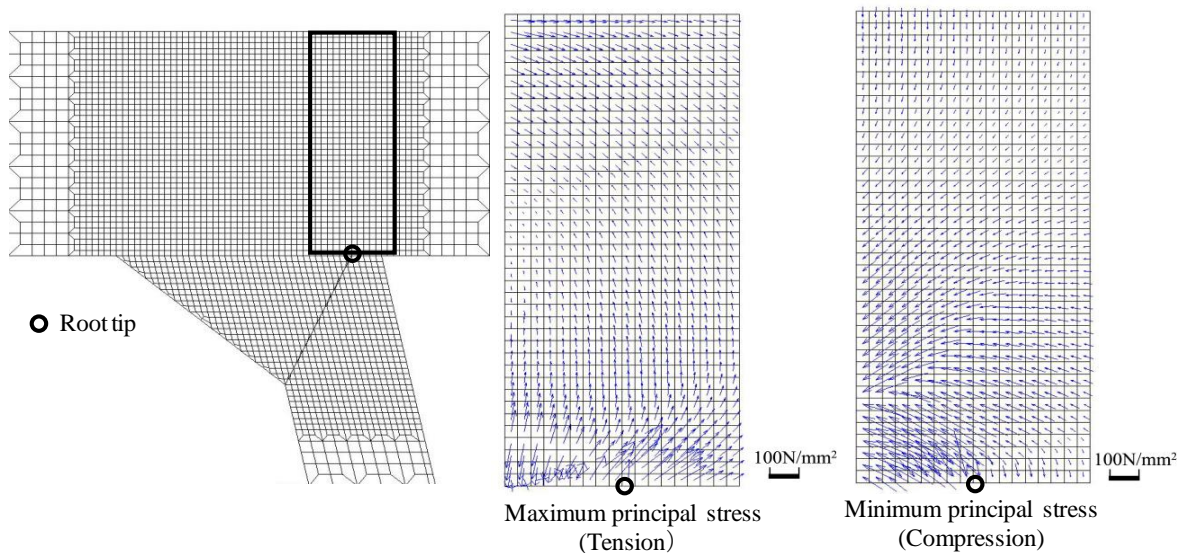 Root tip
100N/mm²
100N/mm²
Maximum principal stress
(Tension）
Minimum principal stress
(Compression)